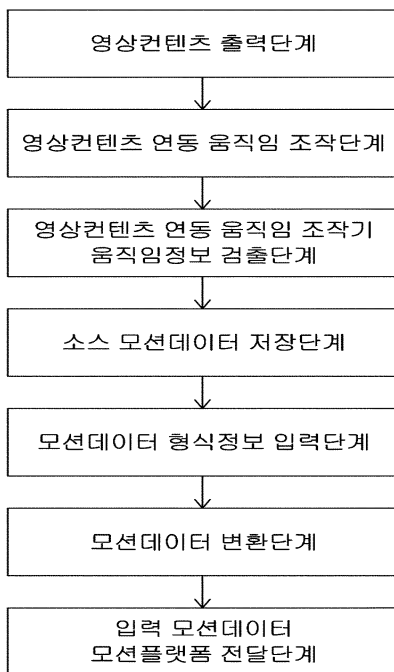 영상컨텐츠 출력단계
영상컨텐츠 연동 움직임 조작단계
영상컨텐츠 연동 움직임 조작기
움직임정보 검출단계
소스 모션데이터 저장단계
모션데이터 형식정보 입력단계
모션데이터 변환단계
입력 모션데이터
모션플랫폼 전달단계